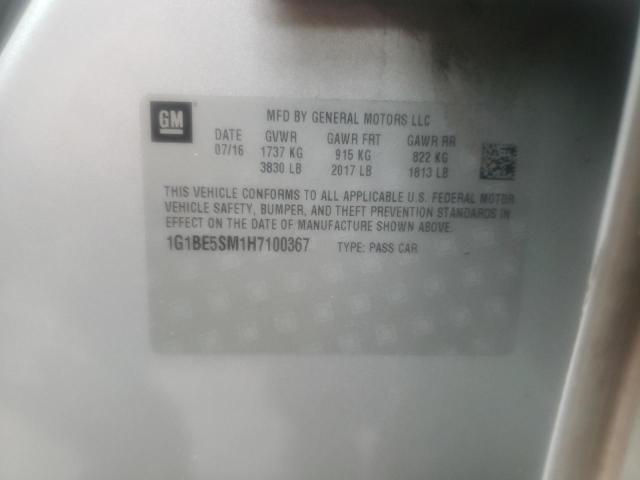 GM
MFD BY GENERAL MOTORS LLC
DATE GVWR GAWR FRT GAWR RR
07/16 1737 KG 915 KG 822 KG
3830 LB 2017 LB 1813 LB
THIS VEHICLE CONFORMS TO ALL APPLICABLE U.S. FEDERAL MOTOR
VEHICLE SAFETY, BUMPER, AND THEFT PREVENTION STANDARDS IN
EFFECT ON THE DATE OF MANUFACTURE SHOWN ABOVE.
1G1BE5SM1H7100367 TYPE: PASS CAR